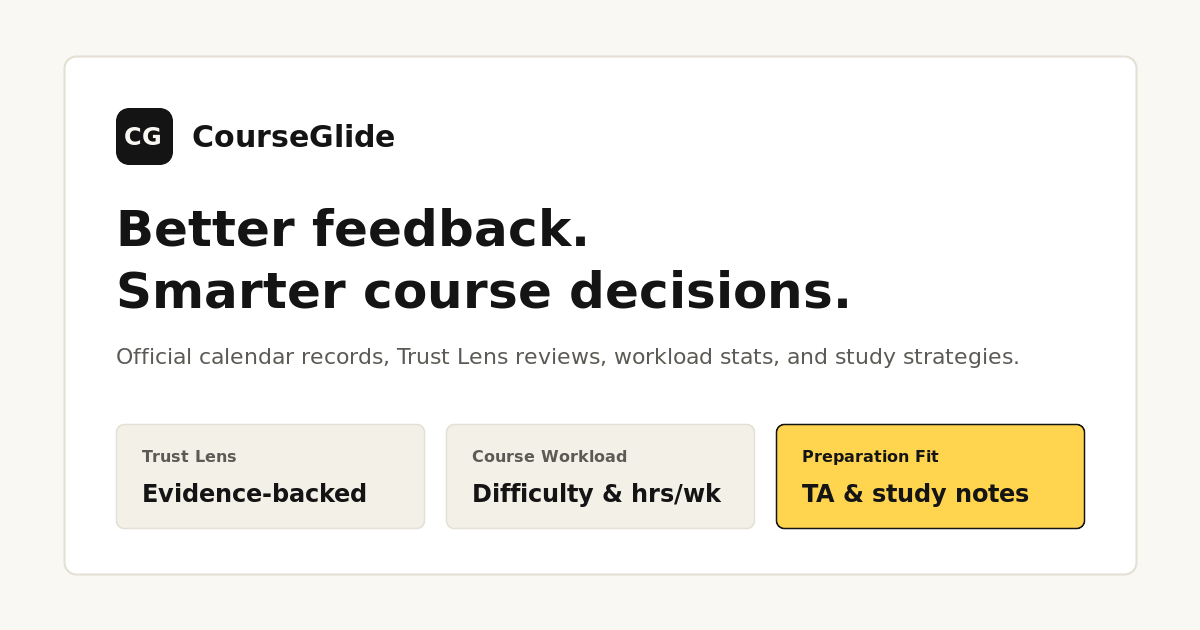 CG
CourseGlide
Better feedback.
Smarter course decisions.
Official calendar records, Trust Lens reviews, workload stats, and study strategies.
Trust Lens
Evidence-backed
Course Workload
Difficulty & hrs/wk
Preparation Fit
TA & study notes